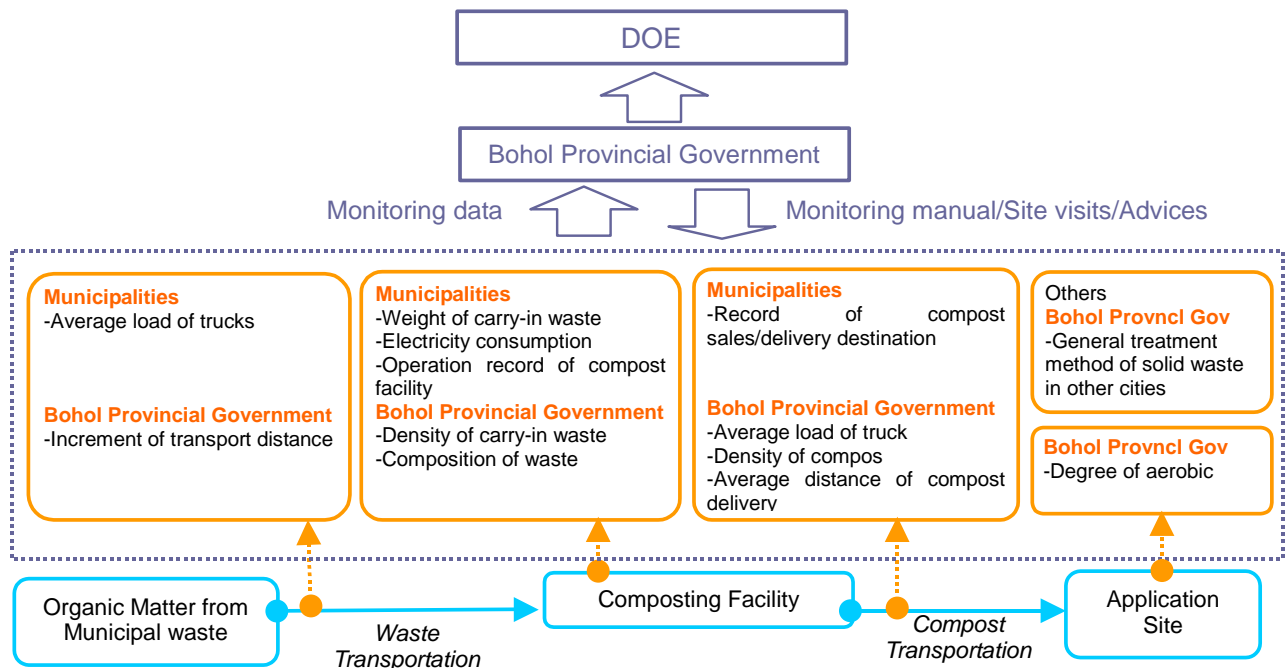 DOE
Bohol Provincial Government
Monitoring data
Monitoring manual/Site visits/Advices
Municipalities
-Average load of trucks
Bohol Provincial Government
-Increment of transport distance
Municipalities
-Weight of carry-in waste
-Electricity consumption
-Operation record of compost
facility
Bohol Provincial Government
-Density of carry-in waste
-Composition of waste
Municipalities
-Record of compost
sales/delivery destination
Bohol Provincial Government
-Average load of truck
-Density of compos
-Average distance of compost
delivery
Others
Bohol Provncl Gov
-General treatment
method of solid waste
in other cities
Bohol Provncl Gov
-Degree of aerobic
Organic Matter from
Municipal waste
Waste
Transportation
Composting Facility
Compost
Transportation
Application
Site